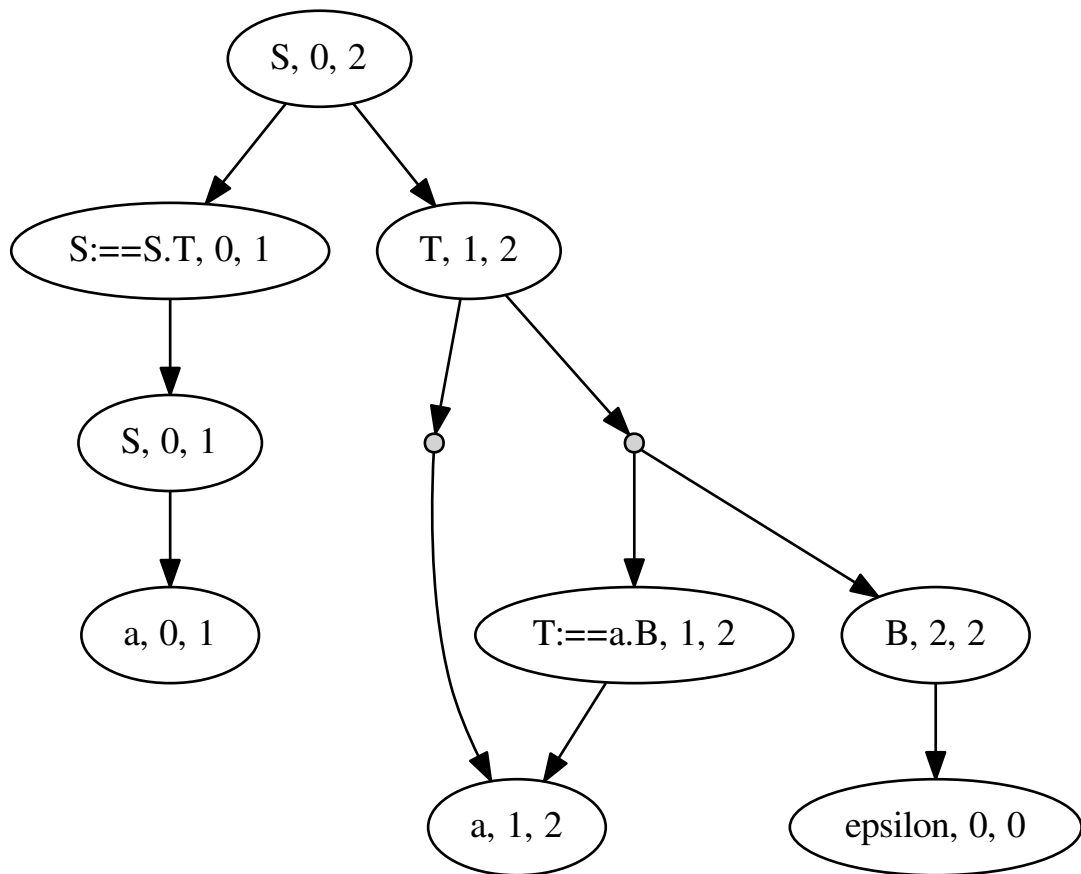 S, 0, 2
S:==S.T, 0, 1
T, 1, 2
S, 0, 1
a, 0, 1
T:==a.B, 1, 2
B, 2, 2
a, 1, 2
epsilon, 0, 0